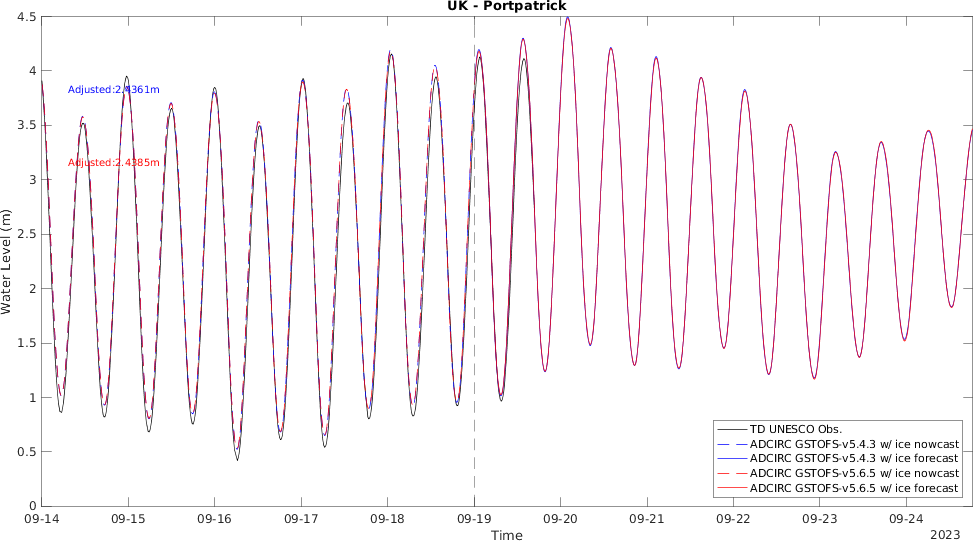 UK - Portpatrick
4.5
4
3.5
3
2.5
2
1.5
1
0.5
0
Water Level (m)
Adjusted:2.4361m
Adjusted:2.4385m
TD UNESCO Obs.
ADCIRC GSTOFS-v5.4.3 w/ ice nowcast
ADCIRC GSTOFS-v5.4.3 w/ ice forecast
ADCIRC GSTOFS-v5.6.5 w/ ice nowcast
ADCIRC GSTOFS-v5.6.5 w/ ice forecast
09-14 09-15 09-16 09-17 09-18 09-19 09-20 09-21 09-22 09-23 09-24
Time
2023